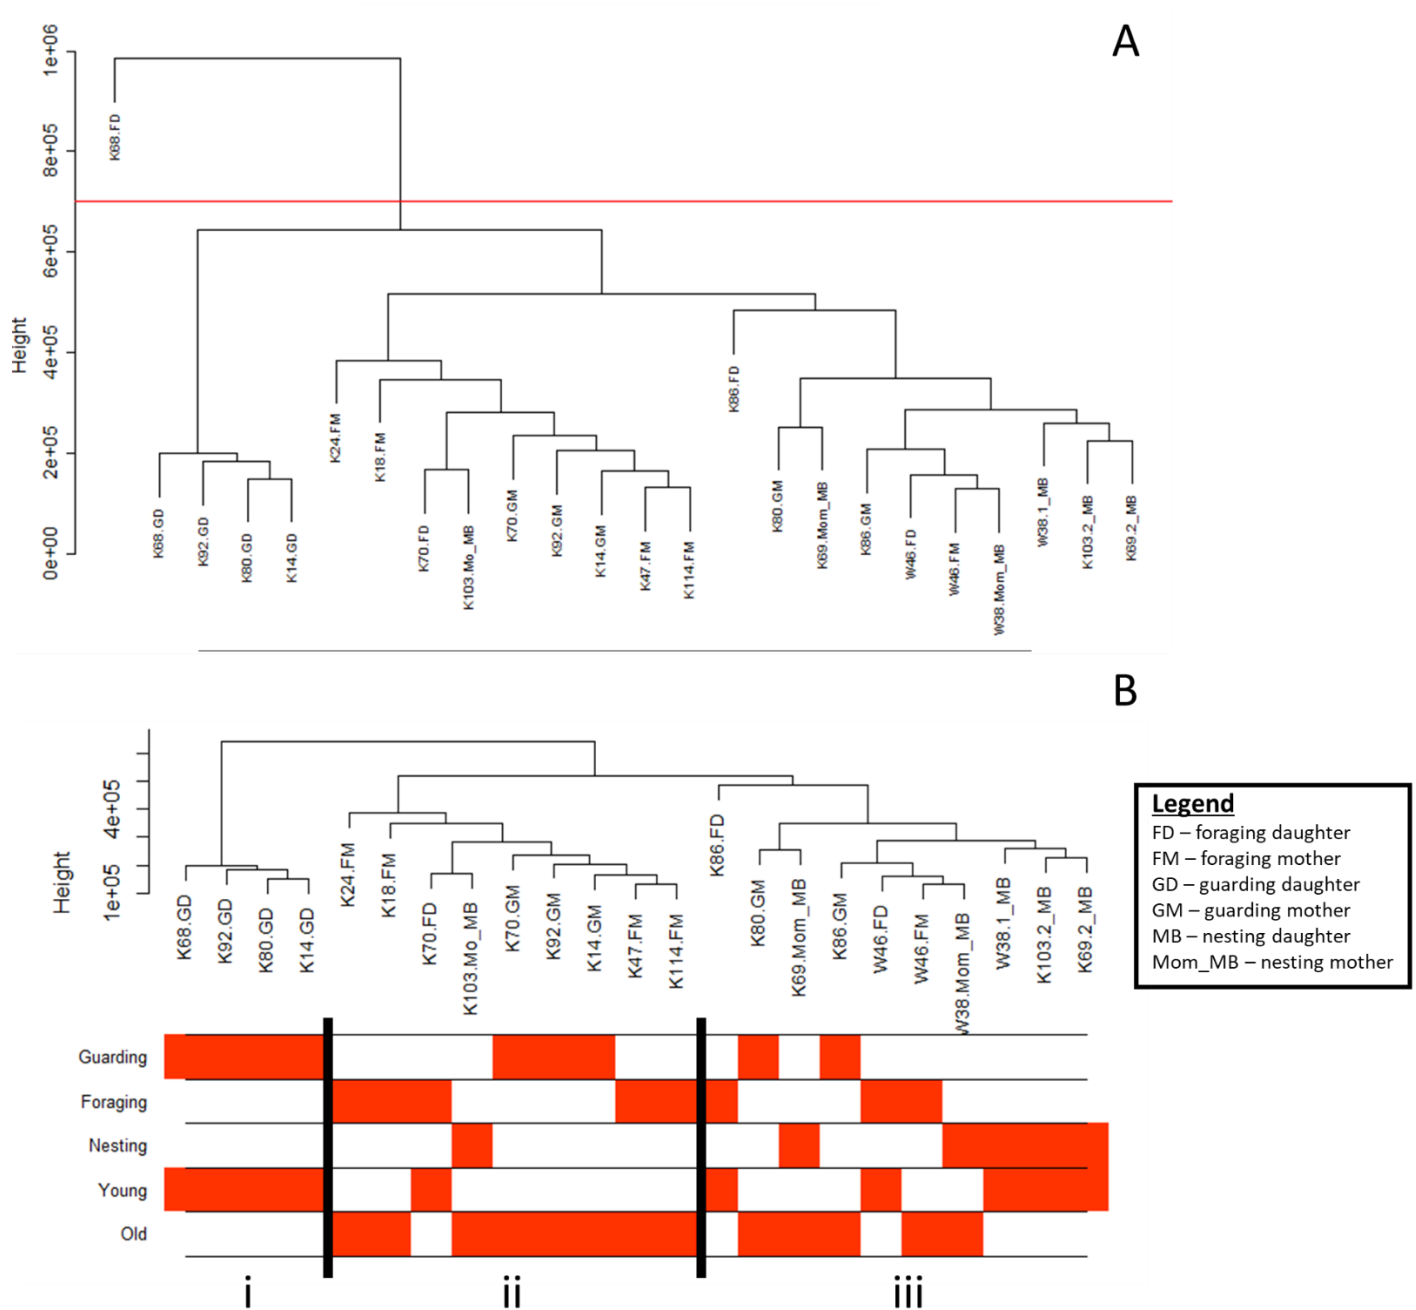 A
1e+06
8e+05
6e+05
4e+05
2e+05
0e+00
Height
K68.FD
K68.GD
K92.GD
K80.GD
K14.GD
K24.FM
K18.FM
K70.FD
K103.Mo_MB
K70.GM
K92.GM
K14.GM
K47.FM
K114.FM
K86.FD
K80.GM
K69.Mom_MB
K86.GM
W46.FD
W46.FM
W38.Mom_MB
W38.1_MB
K103.2_MB
K69.2_MB
B
4e+05
1e+05
Height
K68.GD
K92.GD
K80.GD
K14.GD
K24.FM
K18.FM
K70.FD
K103.Mo_MB
K70.GM
K92.GM
K14.GM
K47.FM
K114.FM
K86.FD
K80.GM
K69.Mom_MB
K86.GM
W46.FD
W46.FM
W38.Mom_MB
W38.1_MB
K103.2_MB
K69.2_MB
Legend
FD – foraging daughter
FM – foraging mother
GD – guarding daughter
GM – guarding mother
MB – nesting daughter
Mom_MB – nesting mother
Guarding
Foraging
Nesting
Young
Old
i
ii
iii